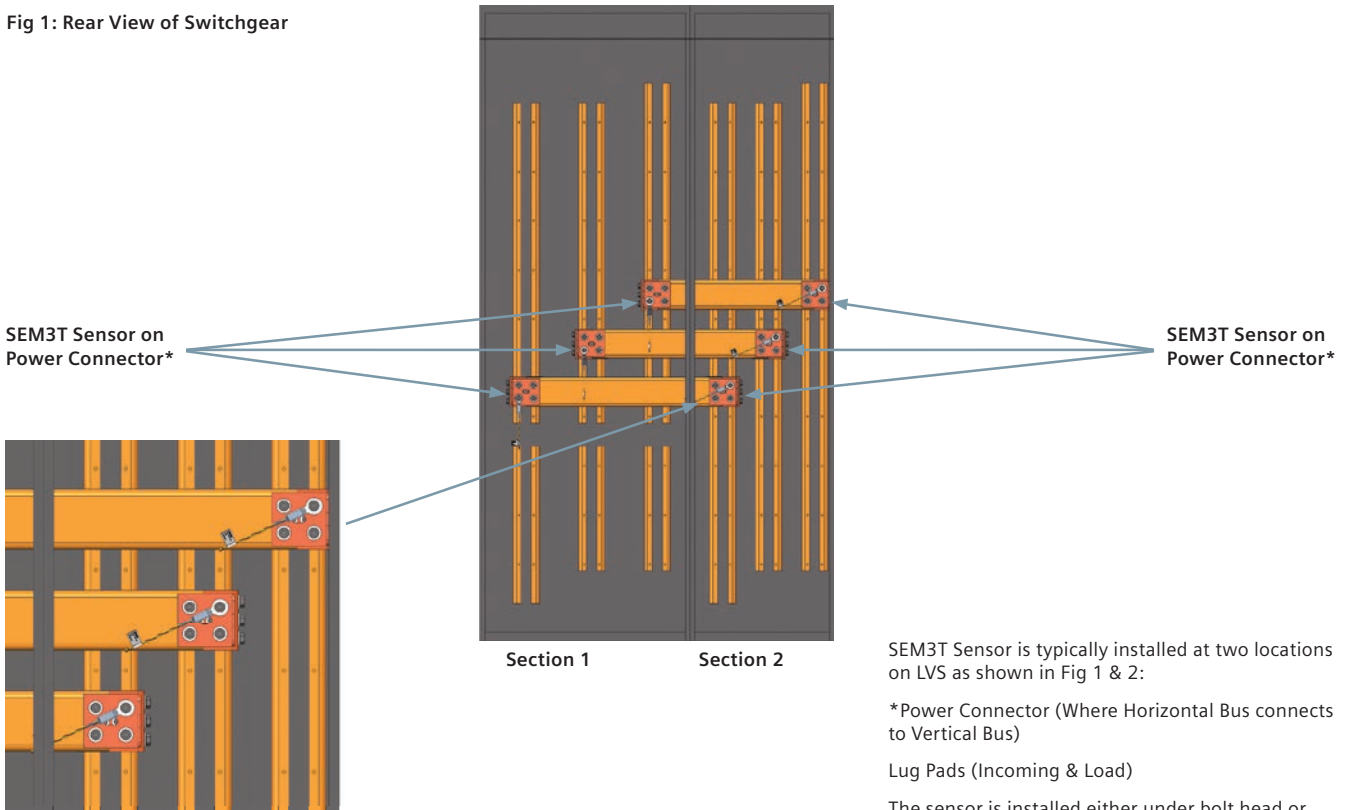 Fig 1: Rear View of Switchgear
SEM3T Sensor on
Power Connector*
SEM3T Sensor on
Power Connector*
Section 1
Section 2
SEM3T Sensor is typically installed at two locations
on LVS as shown in Fig 1 & 2:
*Power Connector (Where Horizontal Bus connects
to Vertical Bus)
Lug Pads (Incoming & Load)
The sensor is installed either under bolt head or